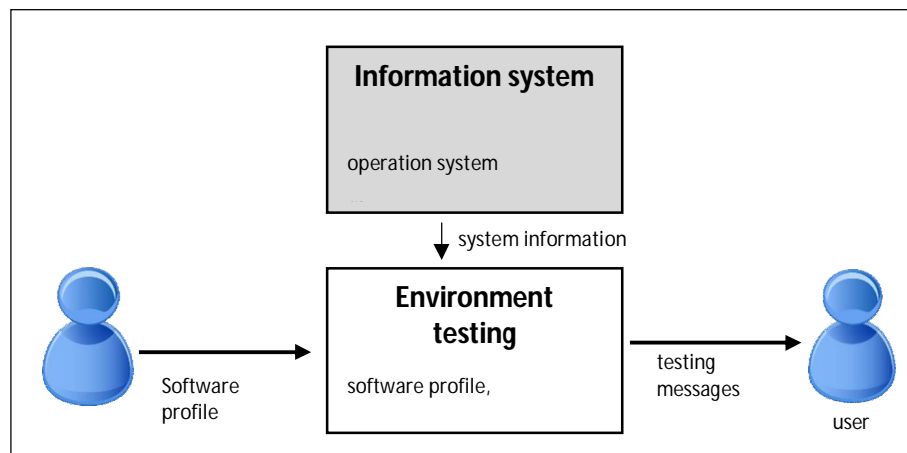 Information system
operation system
system information
Environment
testing
software profile,
Software
profile
testing
messages
user